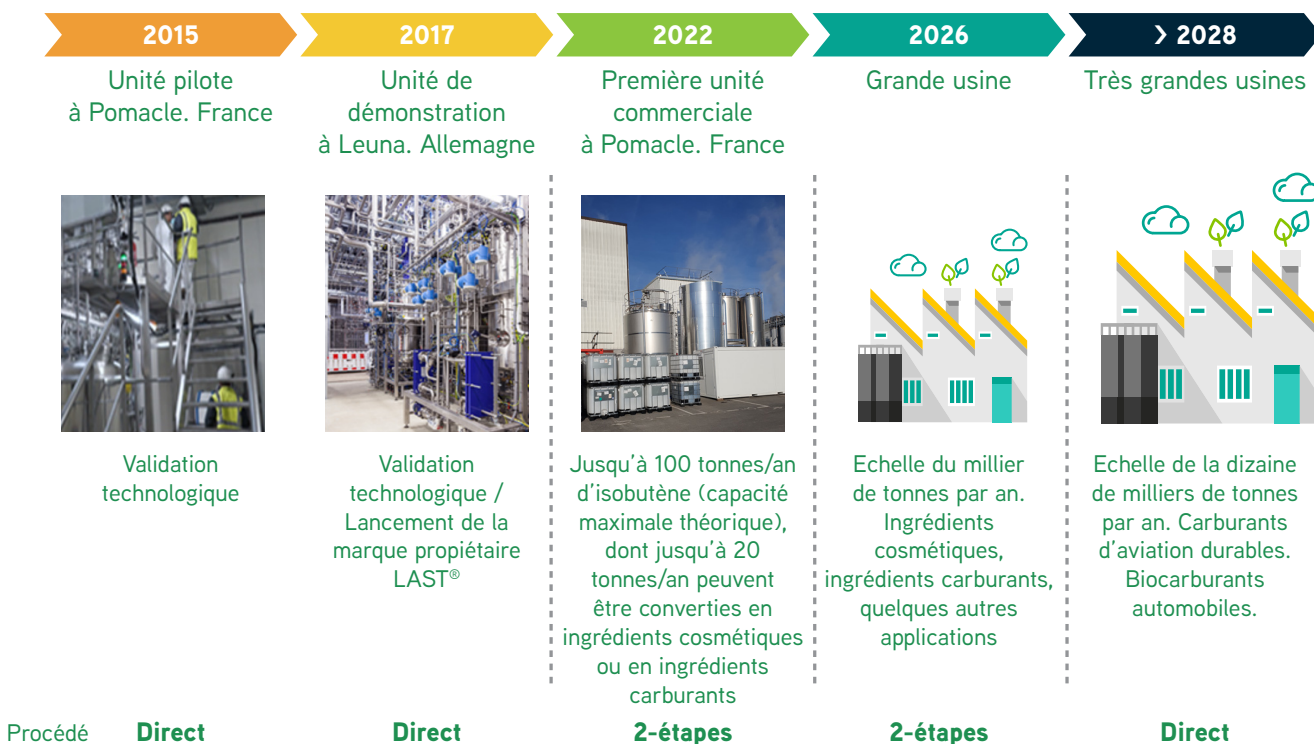 2015
2017
2022
2026
› 2028
Unité pilote
à Pomacle. France
Unité de
démonstration
à Leuna. Allemagne
Première unité
commerciale
à Pomacle. France
Grande usine
Très grandes usines
Validation
technologique
Validation
technologique /
Lancement de la
marque propiétaire
LAST®
Jusqu'à 100 tonnes/an
d'isobutène (capacité
maximale théorique),
dont jusqu'à 20
tonnes/an peuvent
être converties en
ingrédients cosmétiques
ou en ingrédients
carburants
Echelle du millier
de tonnes par an.
Ingrédients
cosmétiques,
ingrédients carburants,
quelques autres
applications
Echelle de la dizaine
de milliers de tonnes
par an. Carburants
d'aviation durables.
Biocarburants
automobiles.
Procédé
Direct
Direct
2-étapes
2-étapes
Direct